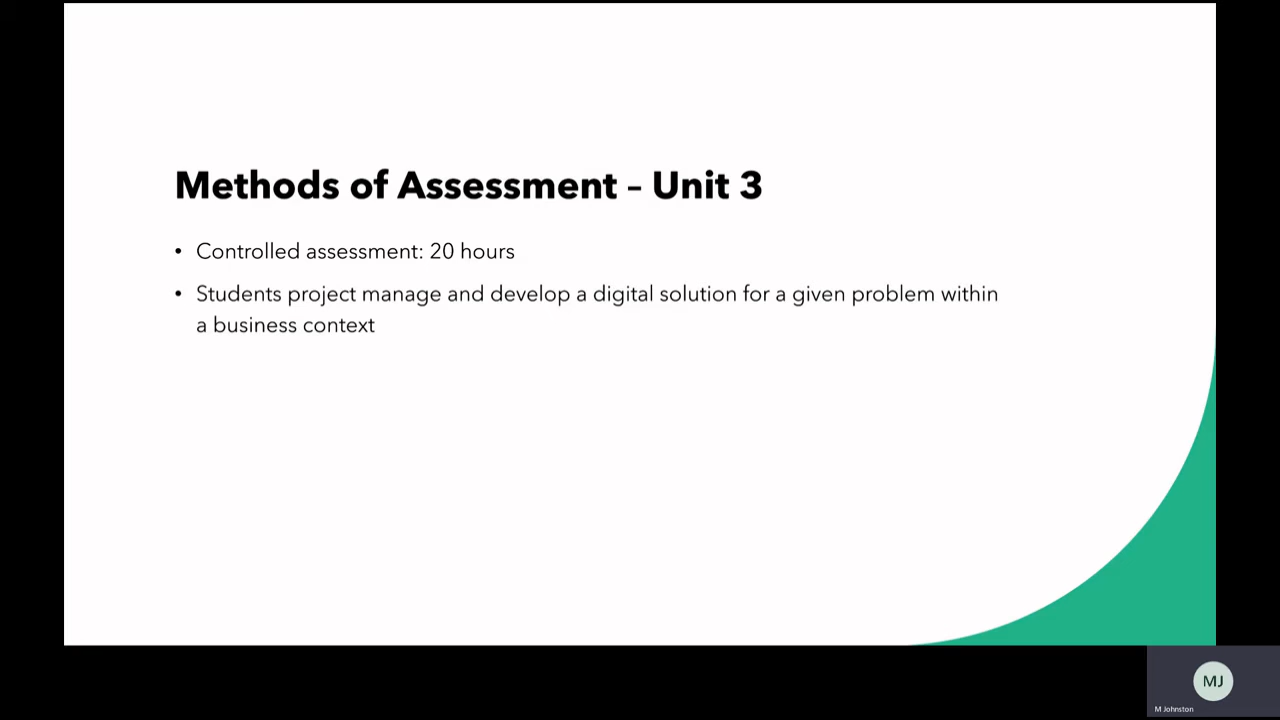 Methods of Assessment – Unit 3
• Controlled assessment: 20 hours
• Students project manage and develop a digital solution for a given problem within
a business context
MJ
M Johnston